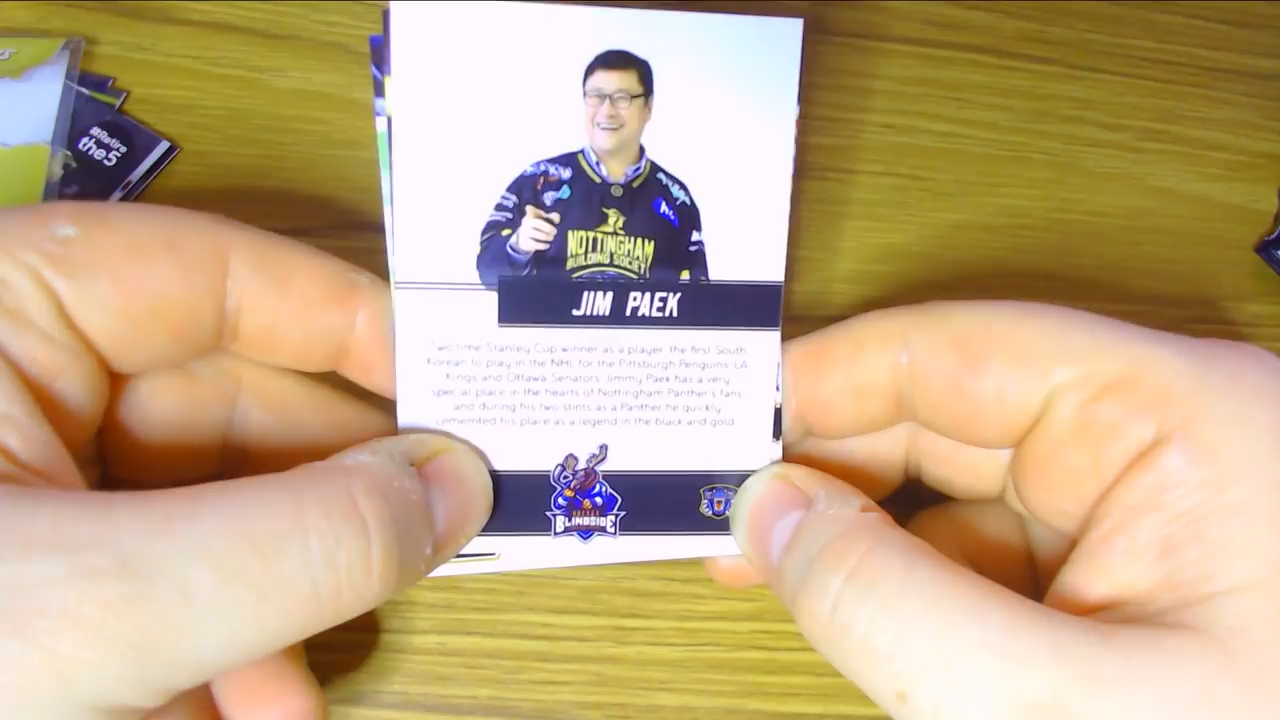 #Retire
the5
NOTTINGHAM
BUILDING SOCIETY
JIM PAEK
Two time Stanley Cup winner as a player, the first South
Korean to play in the NHL for the Pittsburgh Penguins, LA
Kings and Ottawa Senators. Jimmy Paek has a very
special place in the hearts of Nottingham Panther's fans
and during his two stints as a Panther he quickly
cememted his place as a legend in the black and gold
BLINDSIDE